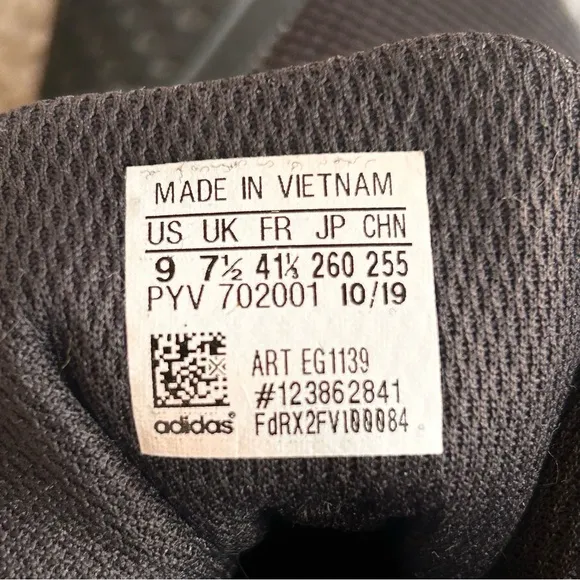 MADE IN VIETNAM
US UK FR JP CHN
9 7½ 41⅓ 260 255
PYV 702001 10/19
ART EG1139
#123862841
adidas® FdRX2FV100084